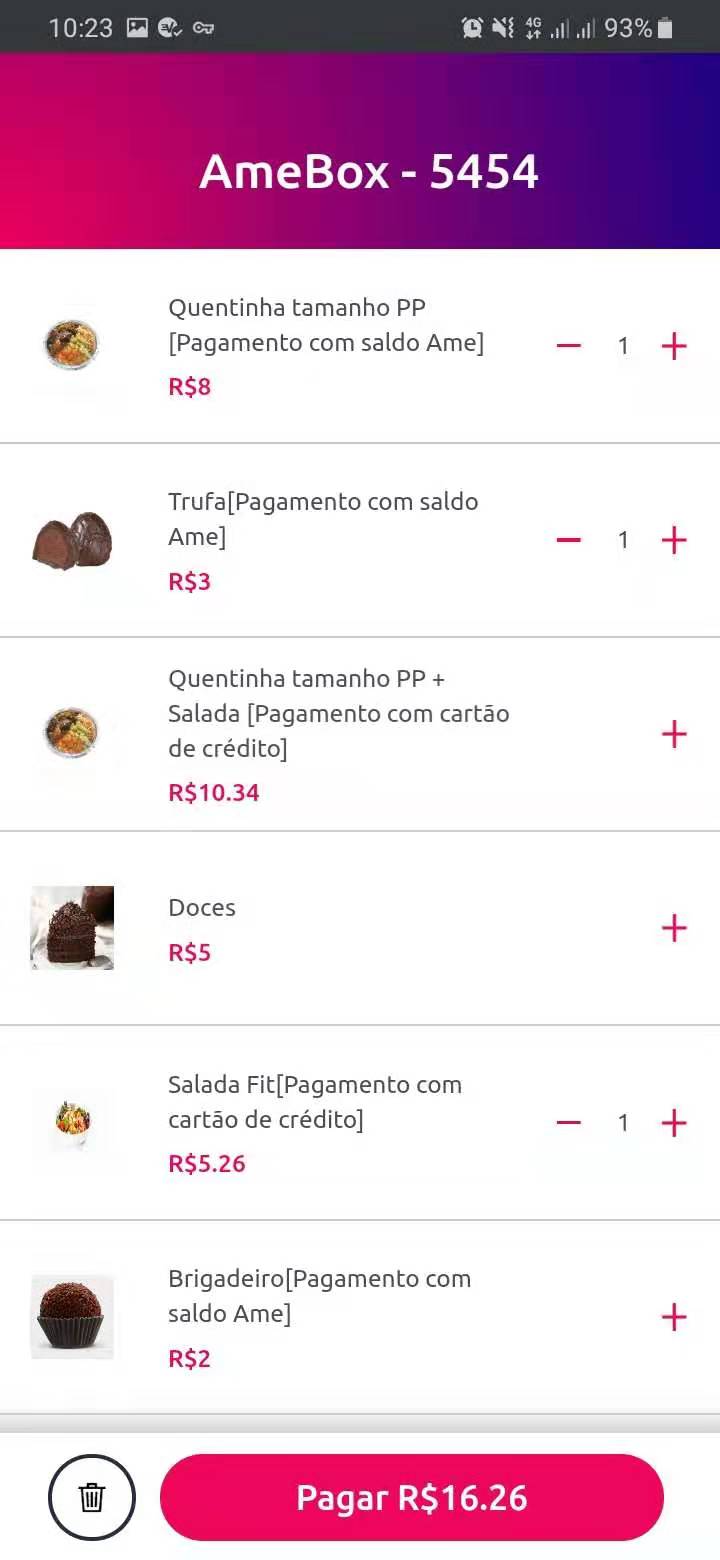 10:23 4G 93%
AmeBox - 5454
Quentinha tamanho PP
[Pagamento com saldo Ame]
R$8
1
Trufa[Pagamento com saldo
Ame]
R$3
1
Quentinha tamanho PP +
Salada [Pagamento com cartão
de crédito]
R$10.34
Doces
R$5
Salada Fit[Pagamento com
cartão de crédito]
R$5.26
1
Brigadeiro[Pagamento com
saldo Ame]
R$2
Pagar R$16.26